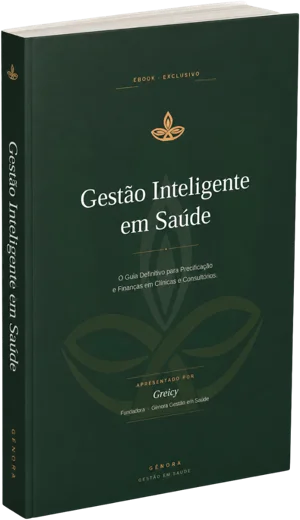 EBOOK · EXCLUSIVO
Gestão Inteligente
em Saúde
O Guia Definitivo para Precificação
e Finanças em Clínicas e Consultórios.
APRESENTADO POR
Greicy
Fundadora · Gênora Gestão em Saúde
GÊNORA
GESTÃO EM SAÚDE
Gestão Inteligente em Saúde
GÊNORA